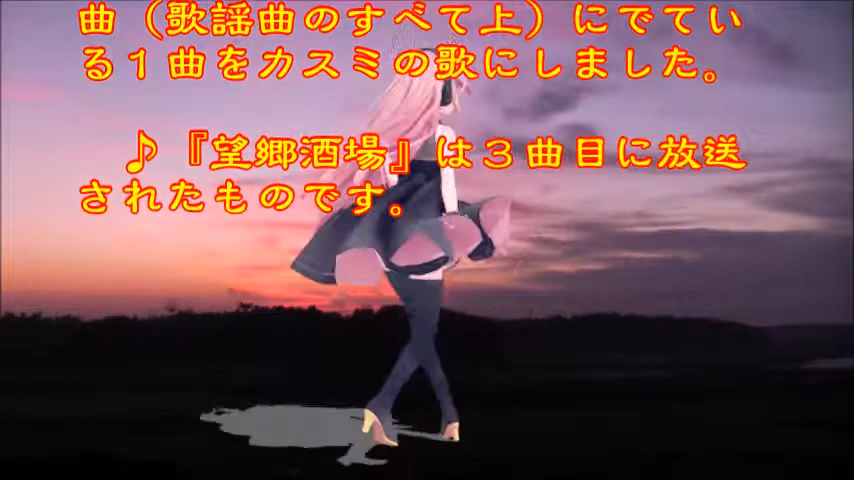 曲（歌謡曲のすべて上）にでてい
る１曲をカスミの歌にしました。
♪『望郷酒場』は３曲目に放送
されたものです。